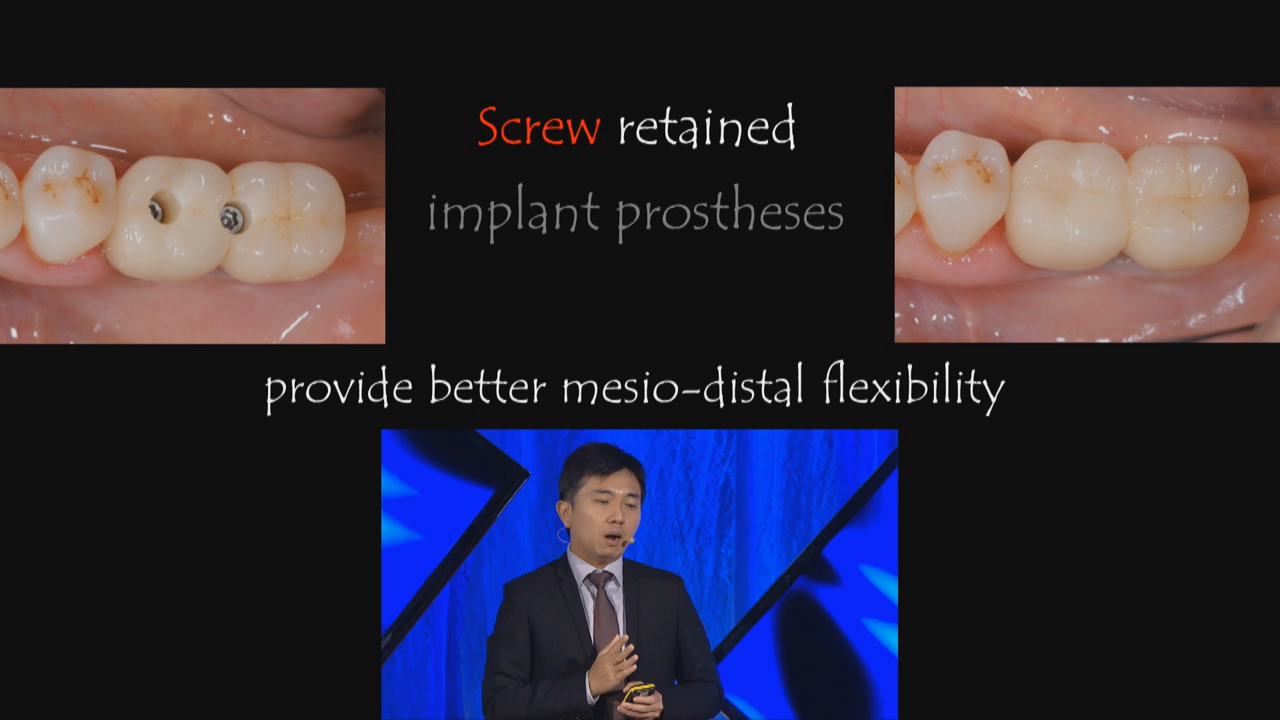 Screw retained
implant prostheses
provide better mesio-distal flexibility